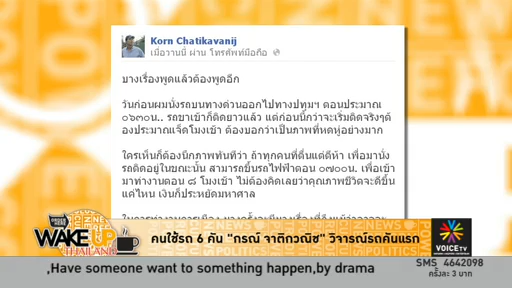 Korn Chatikavanij
เมื่อวานนี้ ผ่าน โทรศัพท์มือถือ
บางเรื่องพูดแล้วต้องพูดอีก
วันก่อนผมนั่งรถบนทางด่วนออกไปทางปทุมฯ ตอนประมาณ
๐๖๓๐น.. รถขาเข้าก็ติดยาวแล้ว แต่ก่อนนี้กว่าจะเริ่มติดจริงๆต้
องประมาณเจ็ดโมงเช้า ต้องบอกว่าเป็นภาพที่หดหู่อย่างมาก
ใครเห็นก็ต้องนึกภาพทันทีว่า ถ้าทุกคนที่ตื่นแต่ตีห้า เพื่อมานั่ง
รถติดอยู่ในขณะนั้น สามารถขึ้นรถไฟฟ้าตอน ๐๗๐๐น. เพื่อเข้า
มาทำงานตอน ๘ โมงเช้า ไม่ต้องคิดเลยว่าคุณภาพชีวิตจะดีขึ้น
แค่ไหน เงินก็ประหยัดมหาศาล
WAKE UP
THAILAND
คนใช้รถ 6 คัน "กรณ์ จาติกวณิช" วิจารณ์รถคันแรก
VOICETV
,Have someone want to something happen,by drama
SMS 4642098
ครั้งละ 3 บาท